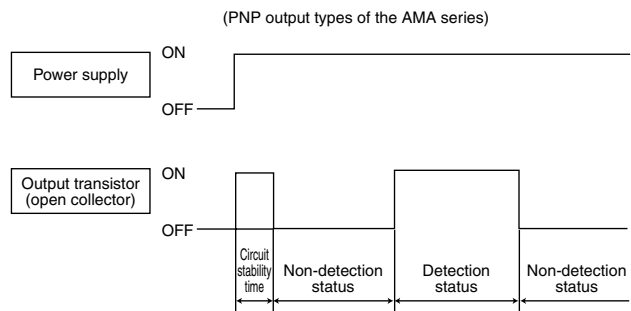 (PNP output types of the AMA series)
Power supply
ON
OFF
Output transistor
(open collector)
ON
OFF
Circuit
stability
time
Non-detection
status
Detection
status
Non-detection
status